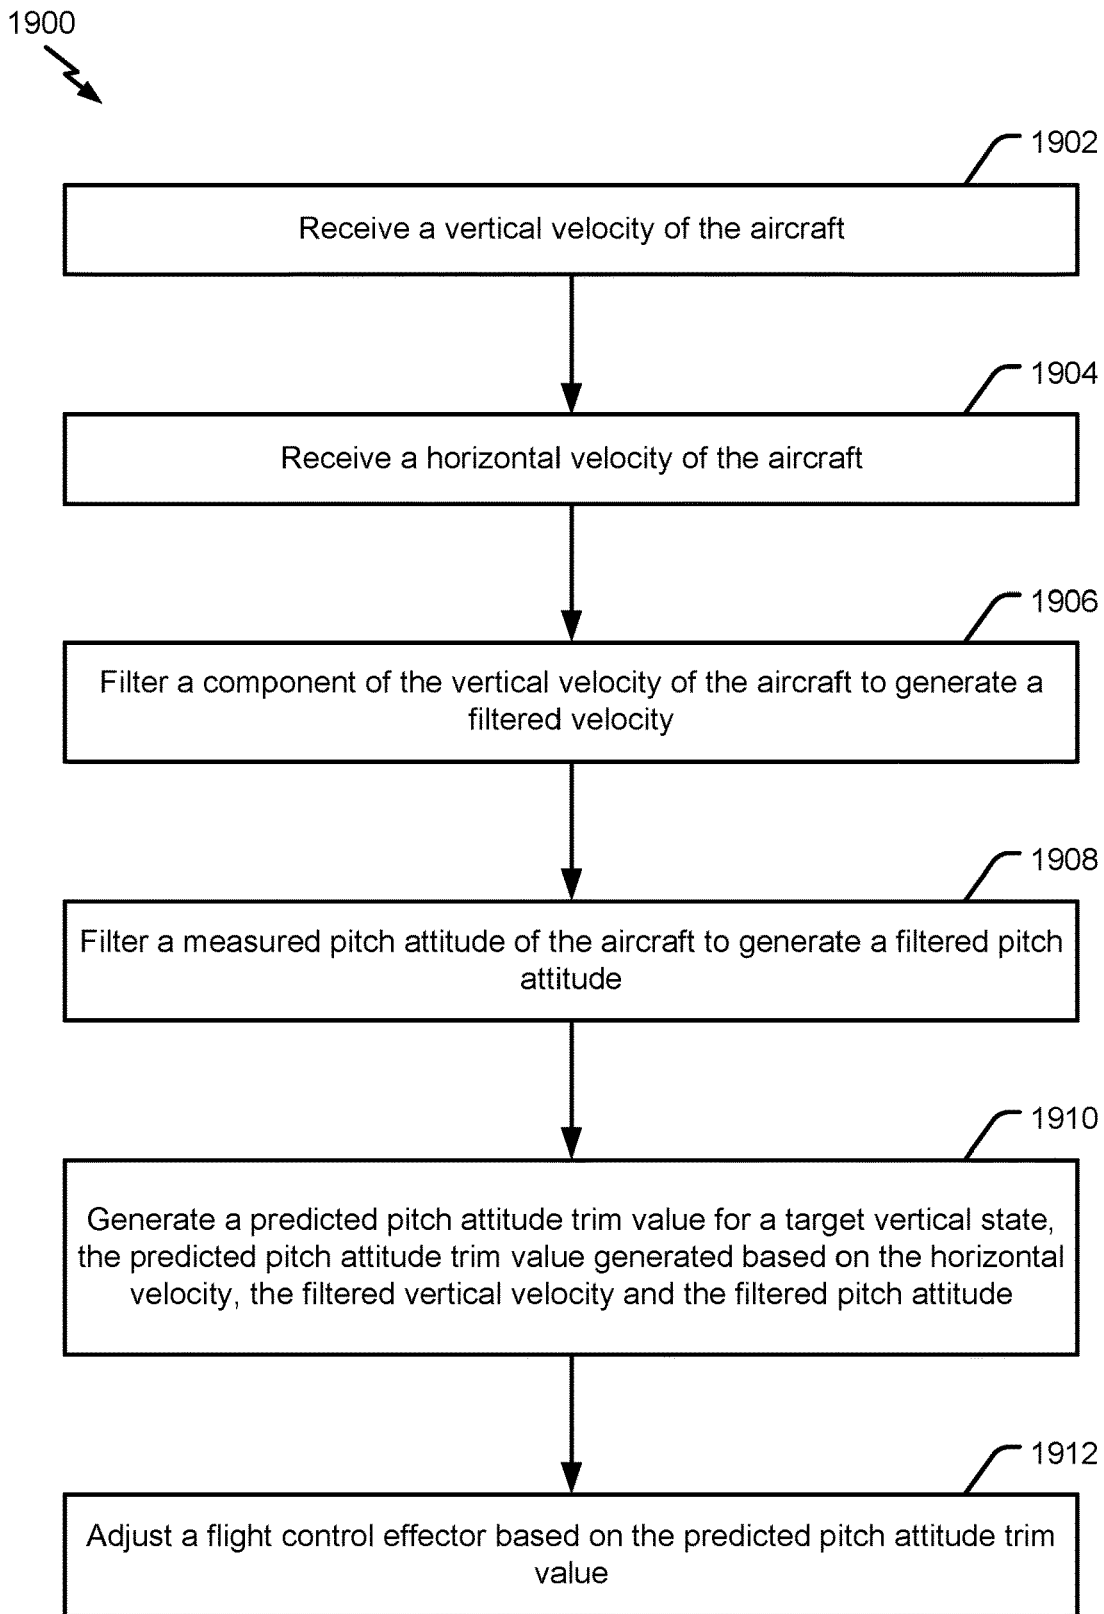 1900
1902
Receive a vertical velocity of the aircraft
1904
Receive a horizontal velocity of the aircraft
1906
Filter a component of the vertical velocity of the aircraft to generate a
filtered velocity
1908
Filter a measured pitch attitude of the aircraft to generate a filtered pitch
attitude
1910
Generate a predicted pitch attitude trim value for a target vertical state,
the predicted pitch attitude trim value generated based on the horizontal
velocity, the filtered vertical velocity and the filtered pitch attitude
1912
Adjust a flight control effector based on the predicted pitch attitude trim
value